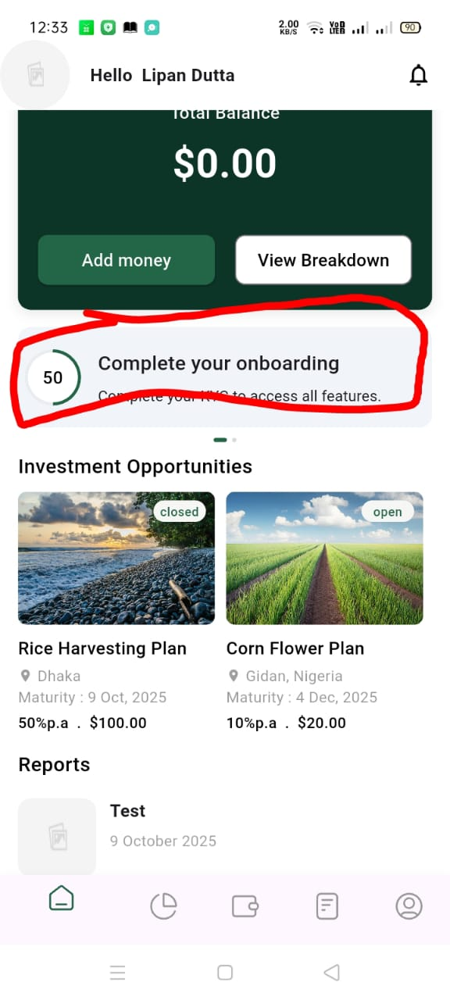 12:33
2.00 KB/S
VoD LTE
90
Hello Lipan Dutta
Total Balance
$0.00
Add money View Breakdown
50
Complete your onboarding
Complete your KYC to access all features.
Investment Opportunities
closed open
Rice Harvesting Plan Corn Flower Plan
Dhaka Gidan, Nigeria
Maturity : 9 Oct, 2025 Maturity : 4 Dec, 2025
50%p.a . $100.00 10%p.a . $20.00
Reports
Test
9 October 2025